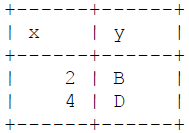 +------+------+
| x    | y    |
+------+------+
|    2 | B    |
|    4 | D    |
+------+------+